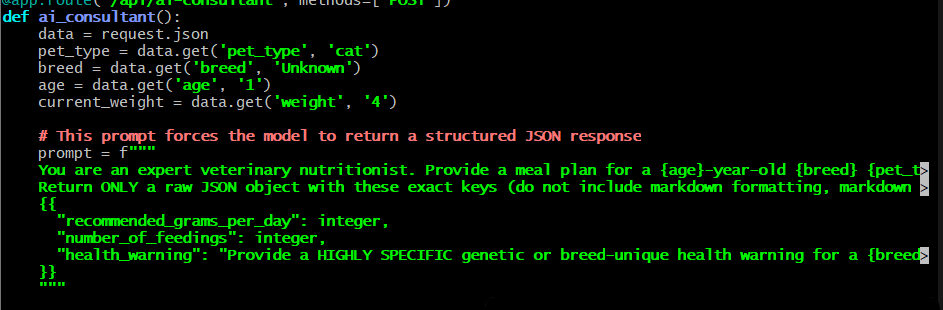 @app.route('/api/ai-consultant', methods=['POST'])
def ai_consultant():
    data = request.json
    pet_type = data.get('pet_type', 'cat')
    breed = data.get('breed', 'Unknown')
    age = data.get('age', '1')
    current_weight = data.get('weight', '4')

    # This prompt forces the model to return a structured JSON response
    prompt = f"""
    You are an expert veterinary nutritionist. Provide a meal plan for a {age}-year-old {breed} {pet_t>
    Return ONLY a raw JSON object with these exact keys (do not include markdown formatting, markdown >
    {{
      "recommended_grams_per_day": integer,
      "number_of_feedings": integer,
      "health_warning": "Provide a HIGHLY SPECIFIC genetic or breed-unique health warning for a {breed>
    }}
    """